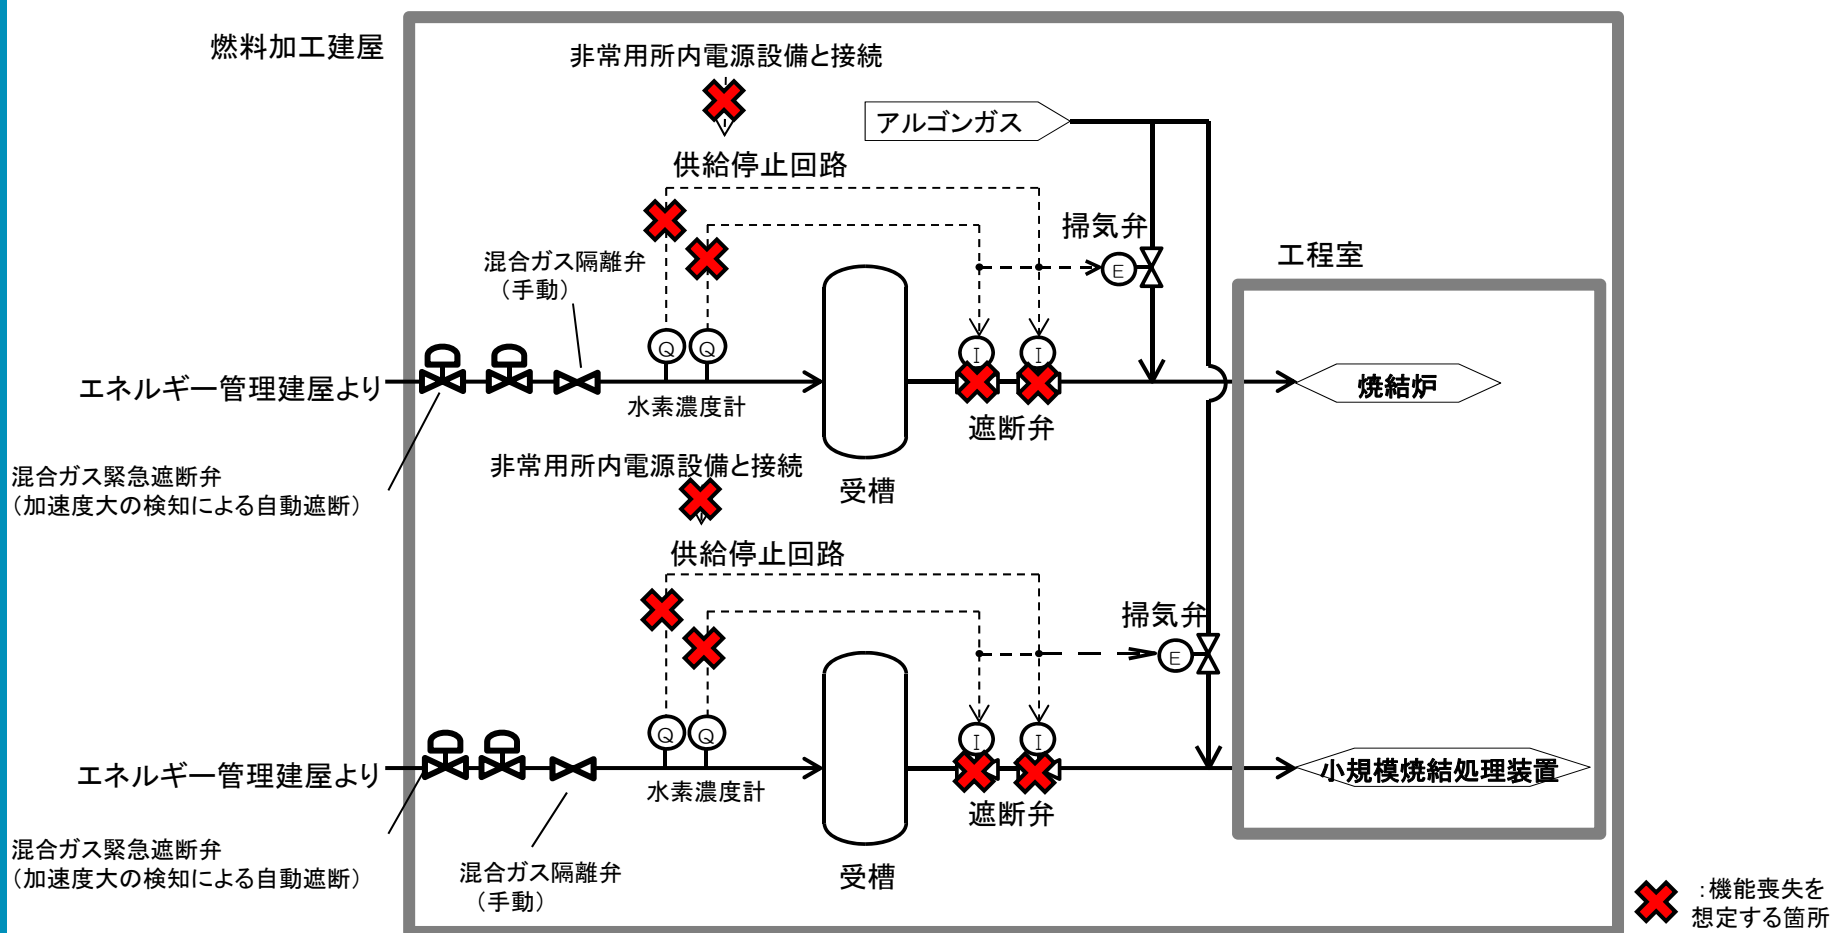 燃料加工建屋
非常用所内電源設備と接続
アルゴンガス
供給停止回路
掃気弁
混合ガス隔離弁
（手動）
工程室
Q
Q
E
I
I
エネルギー管理建屋より
水素濃度計
遮断弁
焼結炉
混合ガス緊急遮断弁
（加速度大の検知による自動遮断）
非常用所内電源設備と接続
受槽
供給停止回路
掃気弁
E
Q
Q
I
I
エネルギー管理建屋より
水素濃度計
遮断弁
小規模焼結処理装置
混合ガス緊急遮断弁
（加速度大の検知による自動遮断）
混合ガス隔離弁
（手動）
受槽
：機能喪失を
想定する箇所